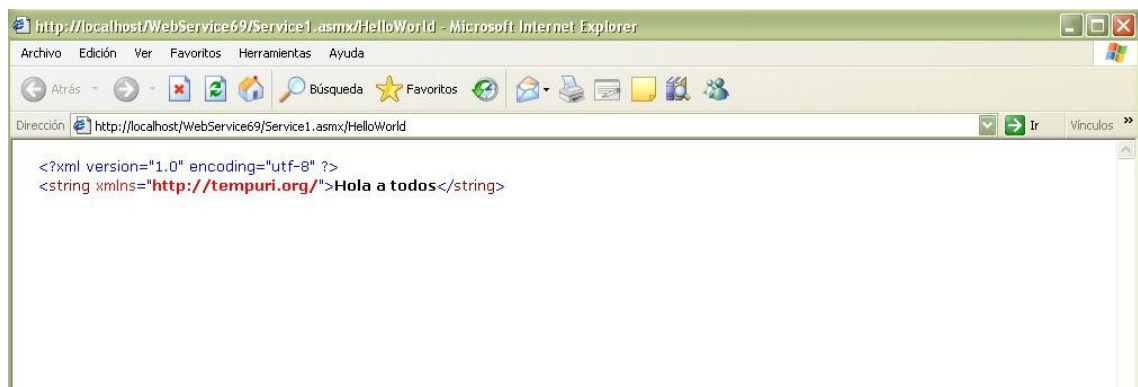 http://localhost/WebService69/Service1.asmx/HelloWorld - Microsoft Internet Explorer
Archivo Edición Ver Favoritos Herramientas Ayuda
Atrás Búsqueda Favoritos
Dirección http://localhost/WebService69/Service1.asmx/HelloWorld Ir Vínculos »
<?xml version="1.0" encoding="utf-8" ?>
<string xmlns="http://tempuri.org/">Hola a todos</string>